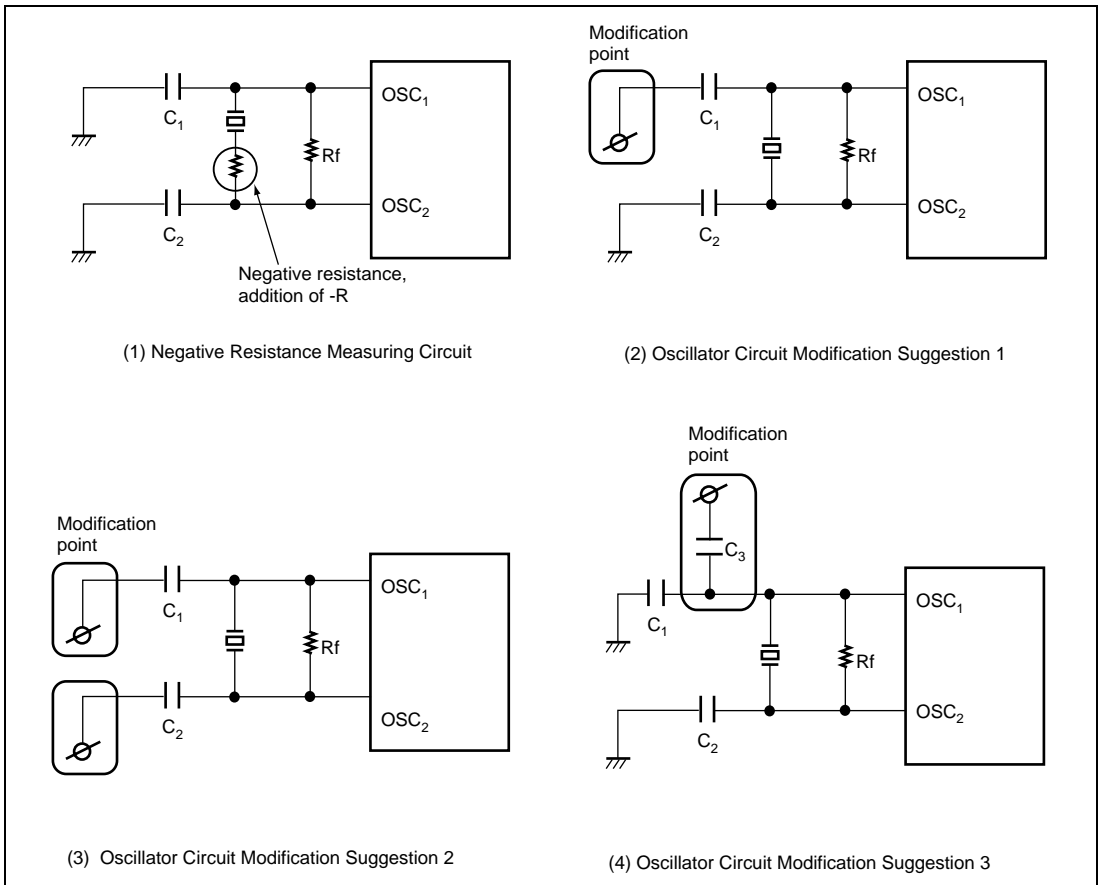 OSC1
C1
Rf
OSC2
C2
Negative resistance,
addition of -R
(1) Negative Resistance Measuring Circuit
Modification
point
OSC1
C1
Rf
OSC2
C2
(2) Oscillator Circuit Modification Suggestion 1
Modification
point
OSC1
C1
Rf
OSC2
C2
(3) Oscillator Circuit Modification Suggestion 2
Modification
point
C3
OSC1
C1
Rf
OSC2
C2
(4) Oscillator Circuit Modification Suggestion 3